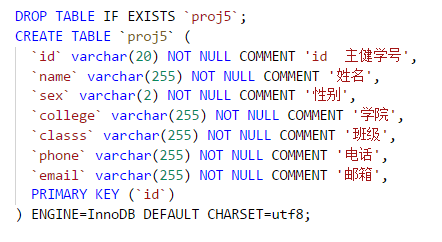 DROP TABLE IF EXISTS `proj5`;
CREATE TABLE `proj5` (
`id` varchar(20) NOT NULL COMMENT 'id 主健学号',
`name` varchar(255) NOT NULL COMMENT '姓名',
`sex` varchar(2) NOT NULL COMMENT '性别',
`college` varchar(255) NOT NULL COMMENT '学院',
`classs` varchar(255) NOT NULL COMMENT '班级',
`phone` varchar(255) NOT NULL COMMENT '电话',
`email` varchar(255) NOT NULL COMMENT '邮箱',
PRIMARY KEY (`id`)
) ENGINE=InnoDB DEFAULT CHARSET=utf8;